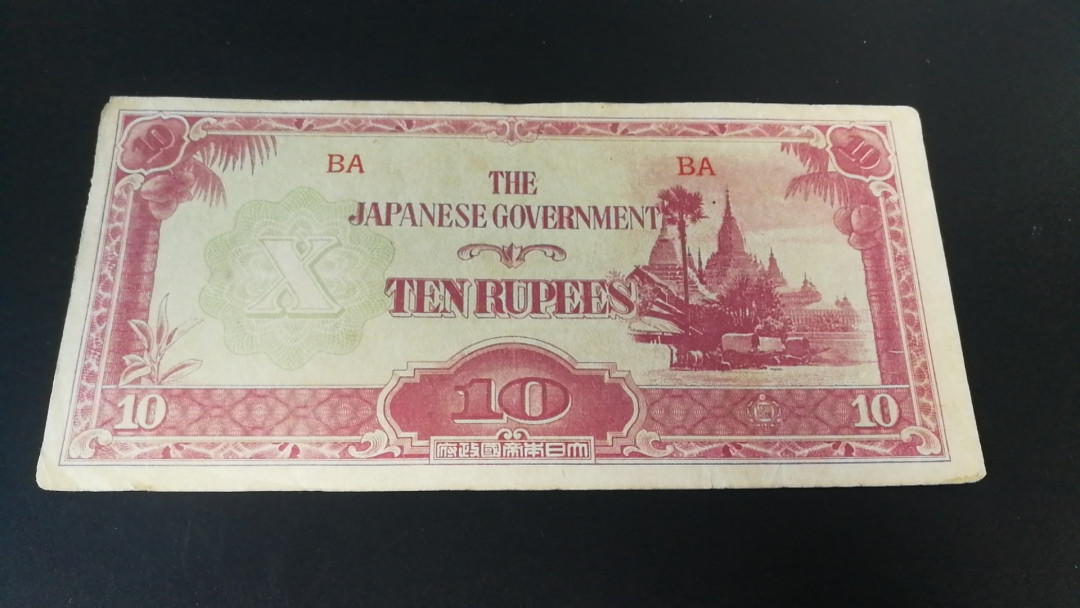 10 10
BA BA
THE
JAPANESE GOVERNMENT
X
TEN RUPEES
10
10 10
府政國帝本日大